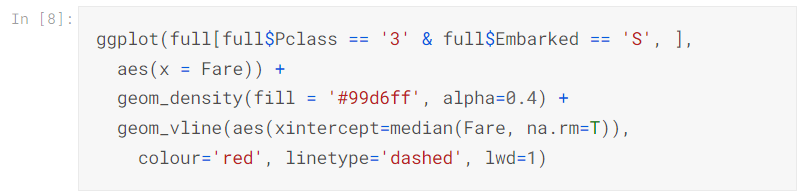 In [8]:
ggplot(full[full$Pclass == '3' & full$Embarked == 'S', ],
  aes(x = Fare)) +
  geom_density(fill = '#99d6ff', alpha=0.4) +
  geom_vline(aes(xintercept=median(Fare, na.rm=T)),
    colour='red', linetype='dashed', lwd=1)